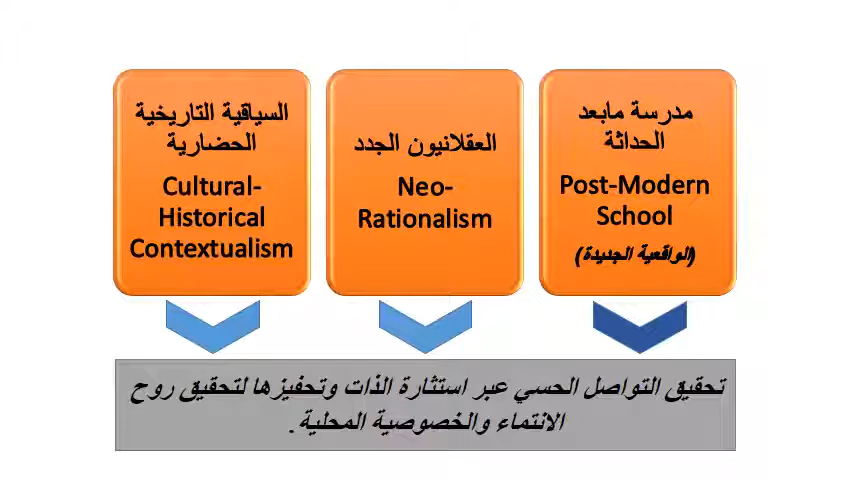 مدرسة مابعد
الحداثة
Post-Modern
School
(الواقعية الجديدة)
العقلانيون الجدد
Neo-
Rationalism
السياقية التاريخية
الحضارية
Cultural-
Historical
Contextualism
تحقيق التواصل الحسي عبر استثارة الذات وتحفيزها لتحقيق روح
الانتماء والخصوصية المحلية.